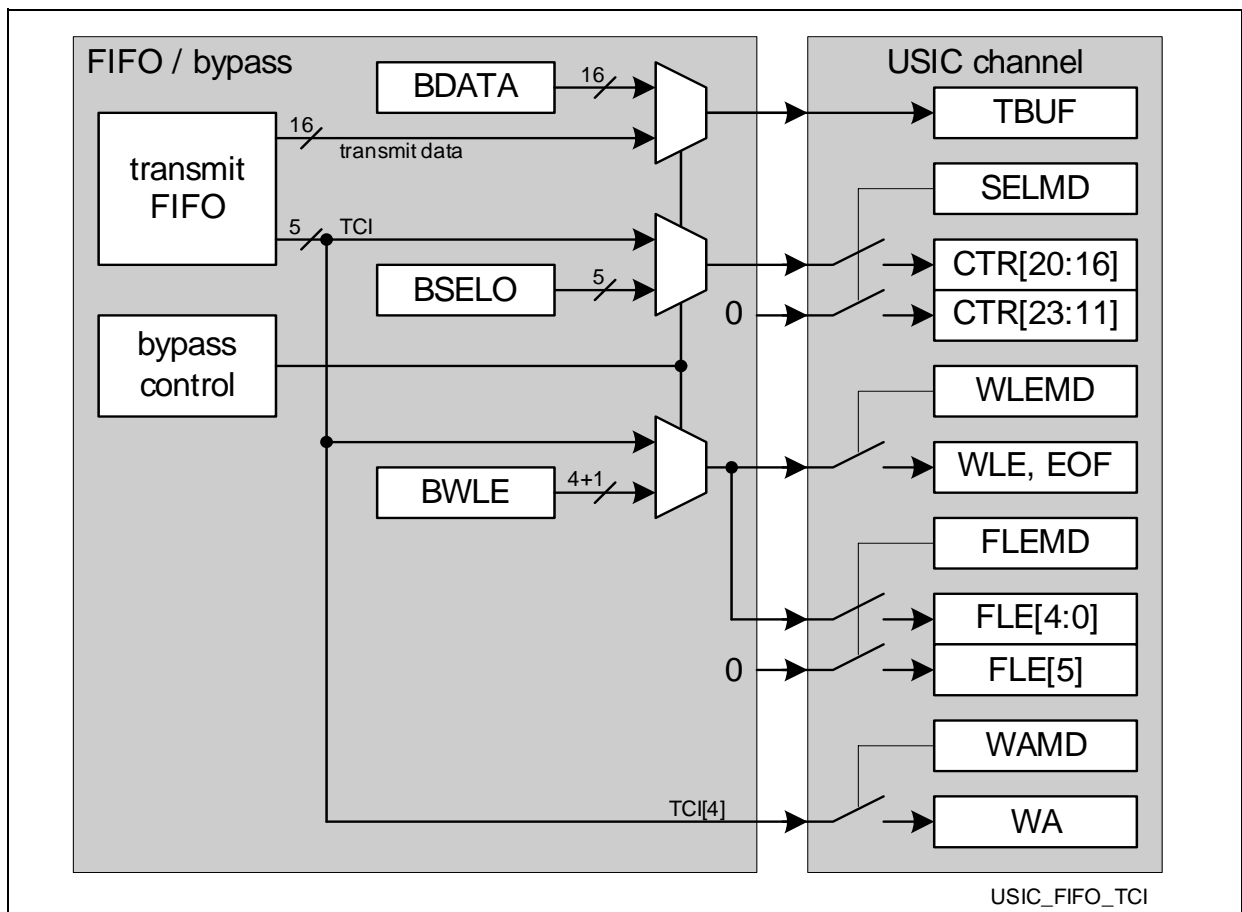 FIFO / bypass
USIC channel
BDATA
16
TBUF
transmit
FIFO
16
transmit data
SELMD
5
TCI
CTR[20:16]
BSELO
5
0
CTR[23:11]
bypass
control
WLEMD
WLE, EOF
BWLE
4+1
FLEMD
FLE[4:0]
0
FLE[5]
WAMD
TCI[4]
WA
USIC_FIFO_TCI